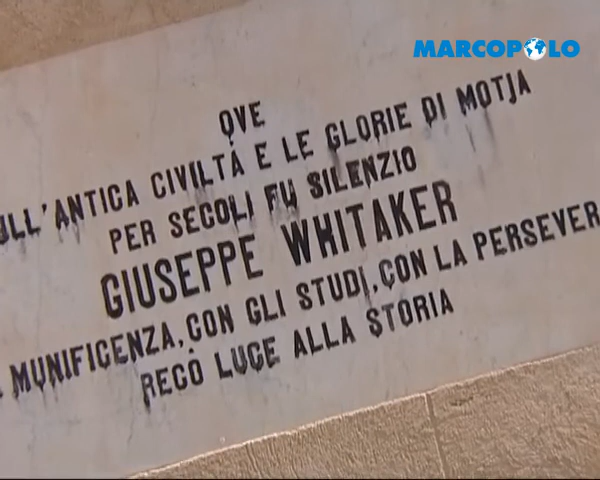 MARCOPOLO
OVE
ULL'ANTICA CIVILTÀ E LE GLORIE DI MOTJA
PER SECOLI FU SILENZIO
GIUSEPPE WHITAKER
MUNIFICENZA, CON GLI STUDI, CON LA PERSEVER
RECÒ LUCE ALLA STORIA